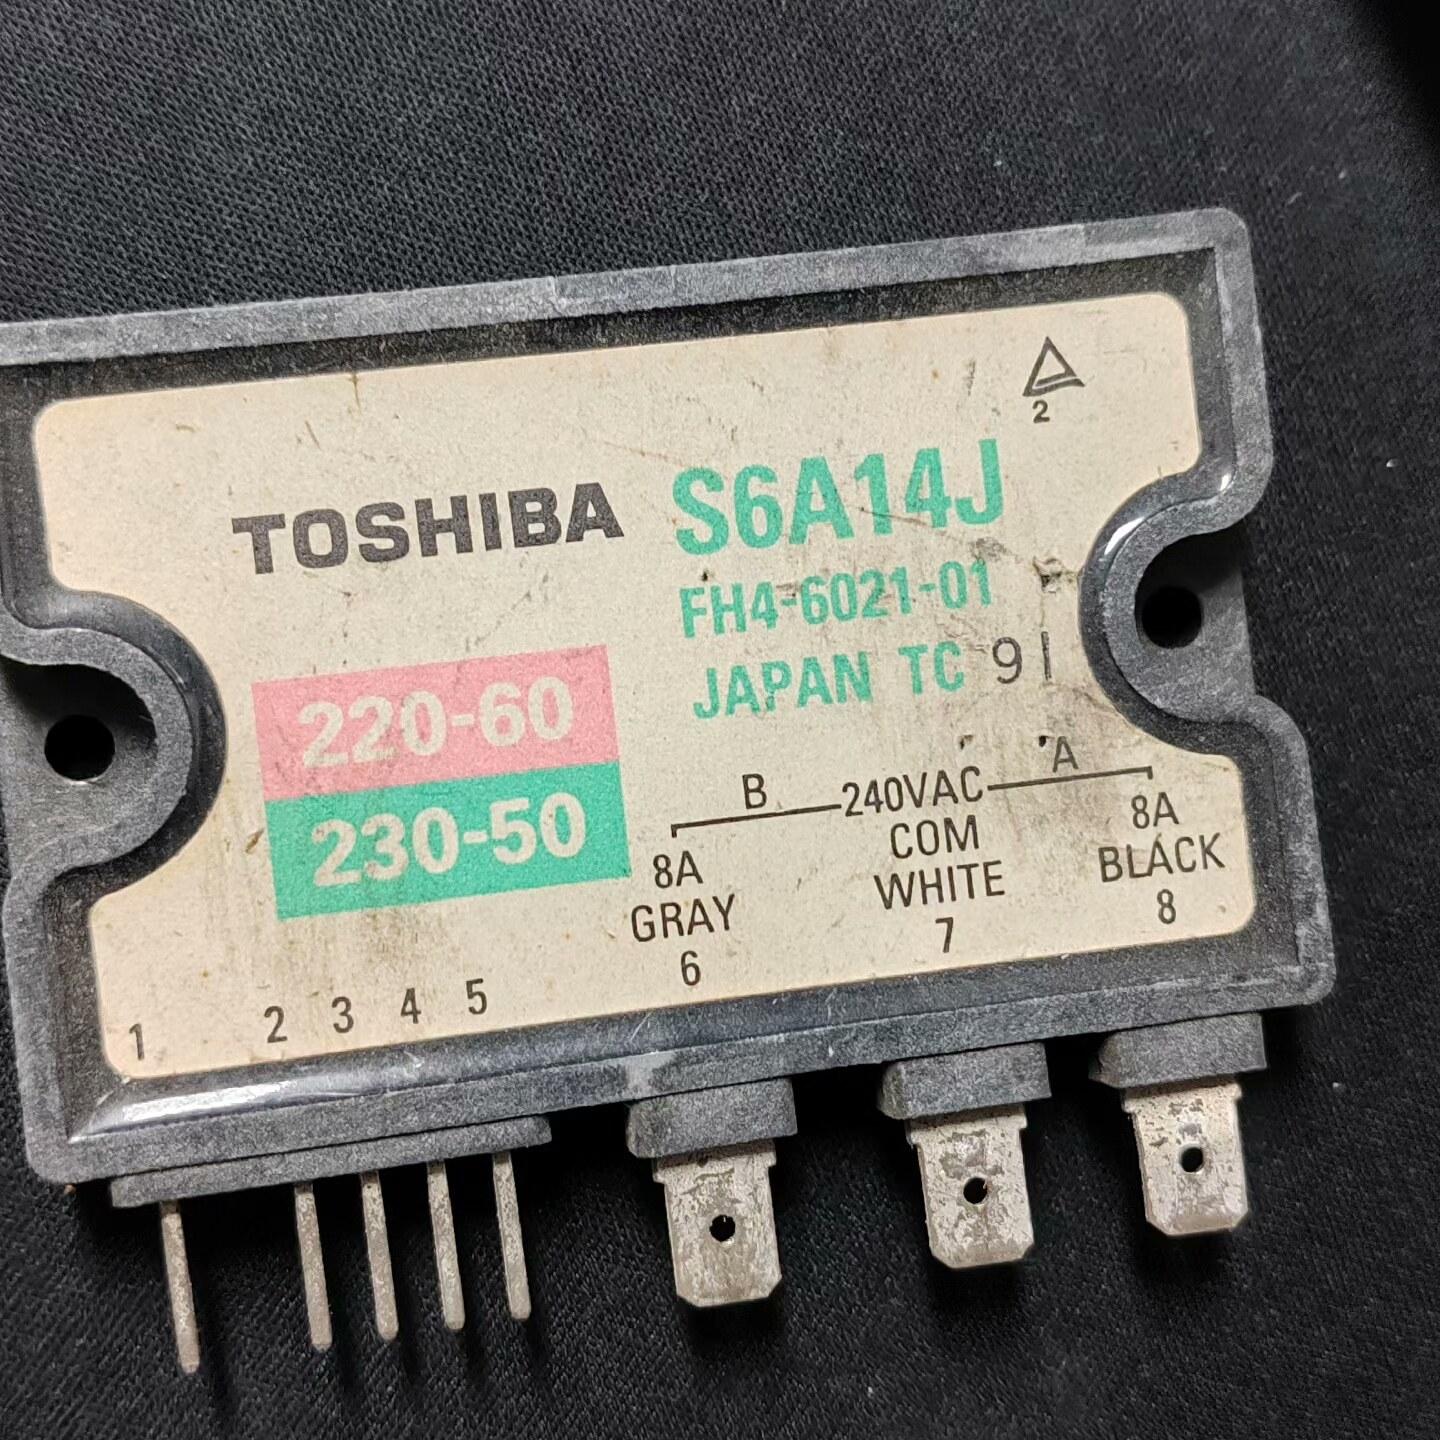 2
TOSHIBA S6A14J
FH4-6021-01
JAPAN TC 91
220-60
230-50
B 240VAC A
8A COM 8A
GRAY WHITE BLACK
1 2 3 4 5 6 7 8